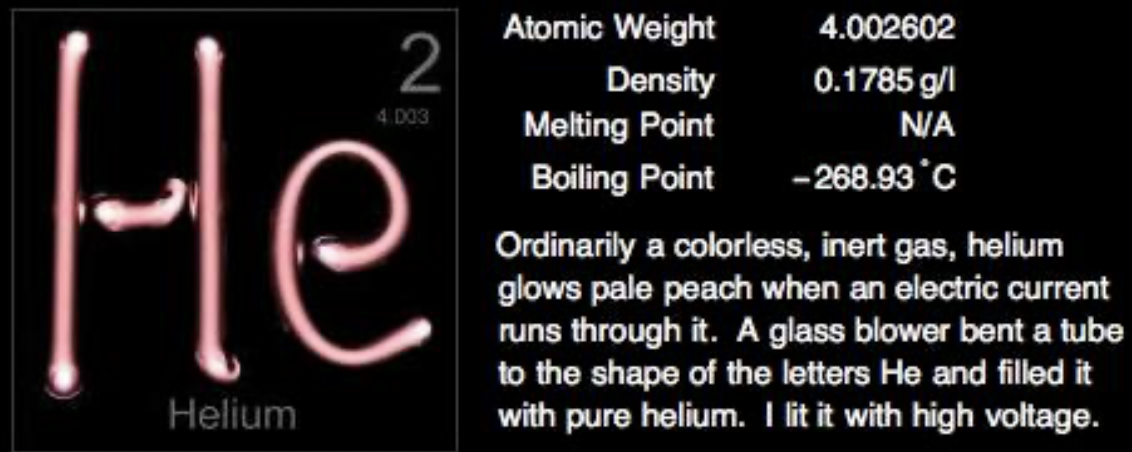 He
2
4.003
Helium
Atomic Weight 4.002602
Density 0.1785 g/l
Melting Point N/A
Boiling Point −268.93˚C
Ordinarily a colorless, inert gas, helium
glows pale peach when an electric current
runs through it. A glass blower bent a tube
to the shape of the letters He and filled it
with pure helium. I lit it with high voltage.